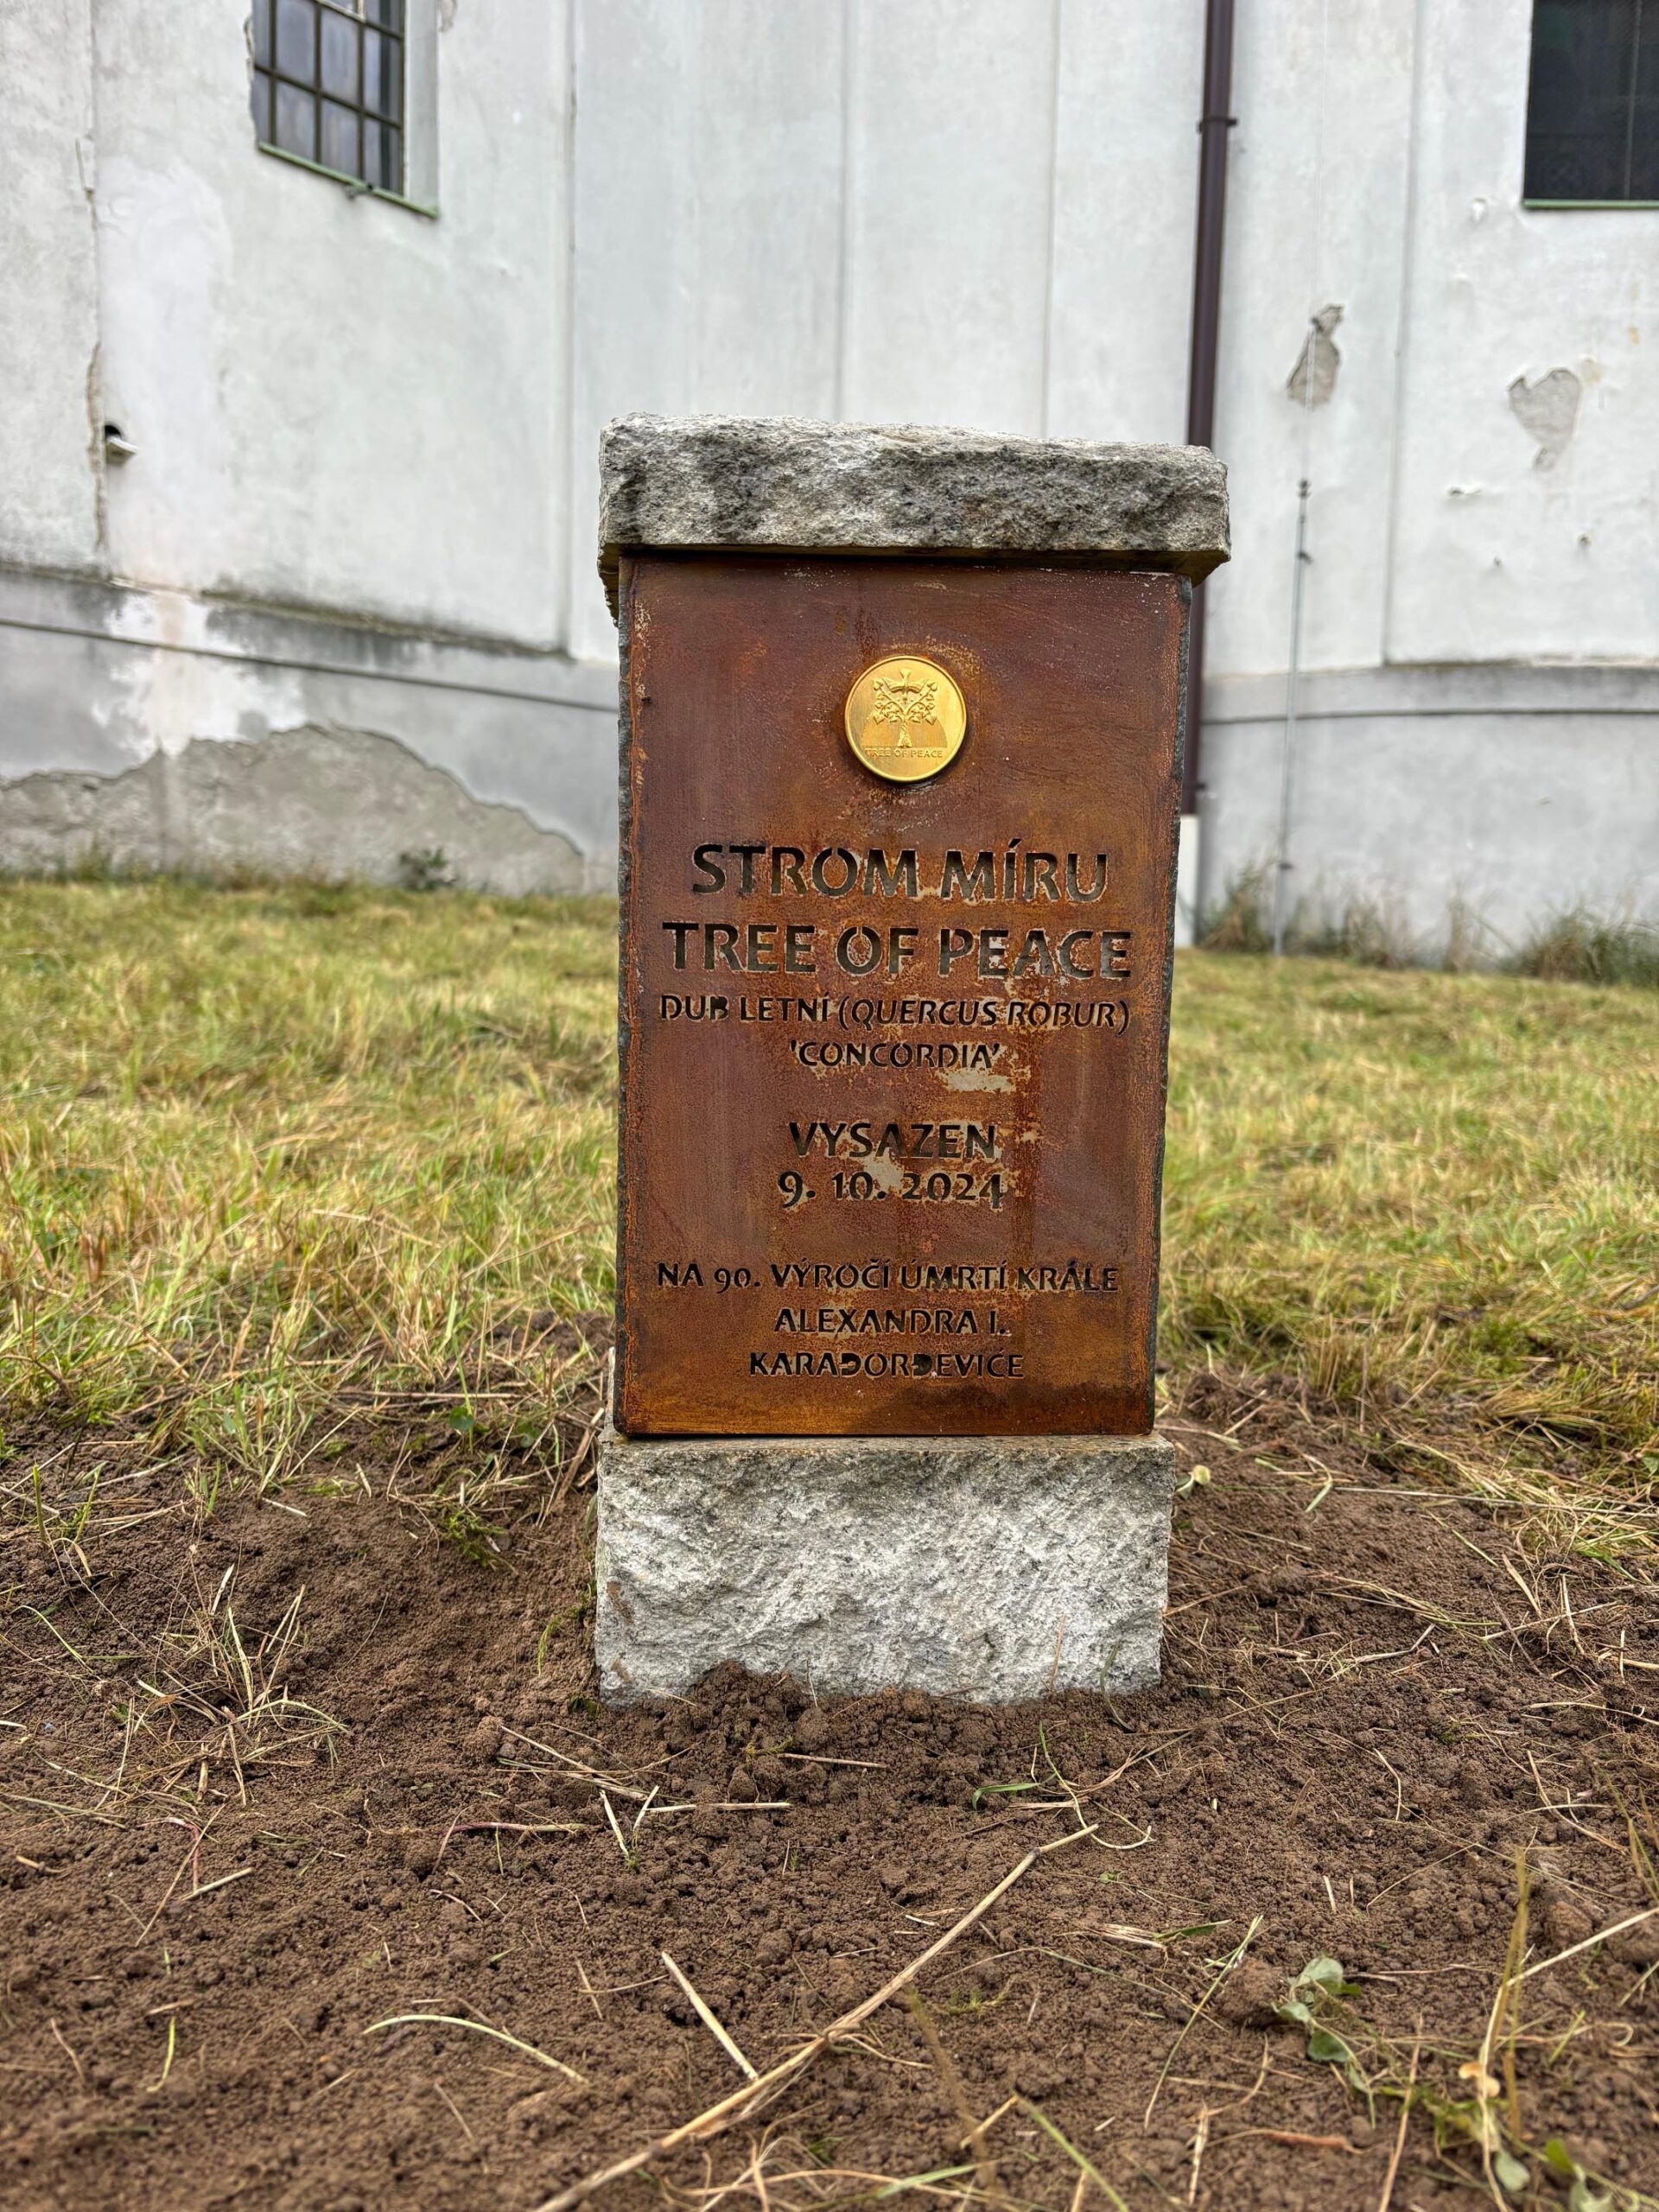 TREE OF PEACE
STROM MÍRU
TREE OF PEACE
DUB LETNÍ (QUERCUS ROBUR)
'CONCORDIA'
VYSAZEN
9. 10. 2024
NA 90. VÝROČÍ ÚMRTÍ KRÁLE
ALEXANDRA I.
KARAĐORĐEVIĆE